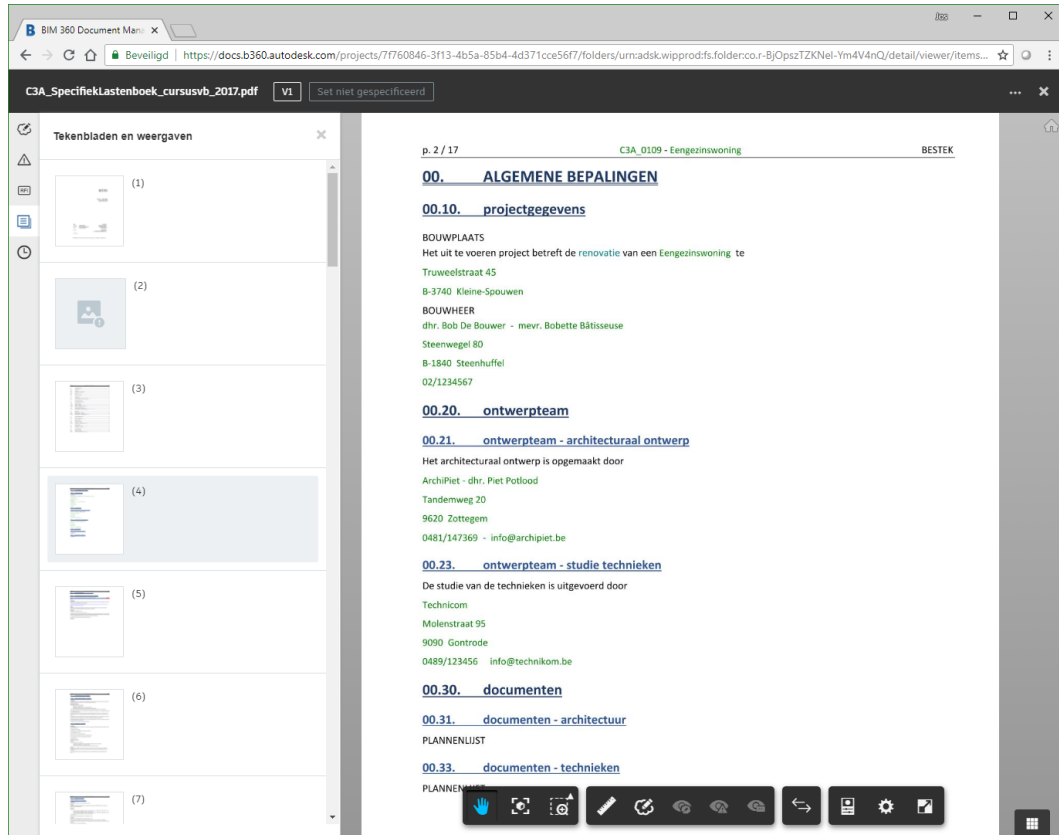 Jtss
BIM 360 Document Mana
Beveiligd
https://docs.b360.autodesk.com/projects/7f760846-3f13-4b5a-85b4-4d371cce56f7/folders/urn:adsk.wipprod:fs.folder:co.r-BjOpszTZKNel-Ym4V4nQ/detail/viewer/items...
C3A_SpecifiekLastenboek_cursusvb_2017.pdf V1 Set niet gespecificeerd
Tekenbladen en weergaven
RFI
(1)
(2)
(3)
(4)
(5)
(6)
(7)
p. 2 / 17 C3A_0109 - Eengezinswoning BESTEK
00. ALGEMENE BEPALINGEN
00.10. projectgegevens
BOUWPLAATS
Het uit te voeren project betreft de renovatie van een Eengezinswoning te
Truweelstraat 45
B-3740 Kleine-Spouwen
BOUWHEER
dhr. Bob De Bouwer - mevr. Bobette Bâtisseuse
Steenwegel 80
B-1840 Steenhuffel
02/1234567
00.20. ontwerpteam
00.21. ontwerpteam - architecturaal ontwerp
Het architecturaal ontwerp is opgemaakt door
ArchiPiet - dhr. Piet Potlood
Tandemweg 20
9620 Zottegem
0481/147369 - info@archipiet.be
00.23. ontwerpteam - studie technieken
De studie van de technieken is uitgevoerd door
Technicom
Molenstraat 95
9090 Gontrode
0489/123456 info@technikom.be
00.30. documenten
00.31. documenten - architectuur
PLANNENLIJST
00.33. documenten - technieken
PLANNENLIJST